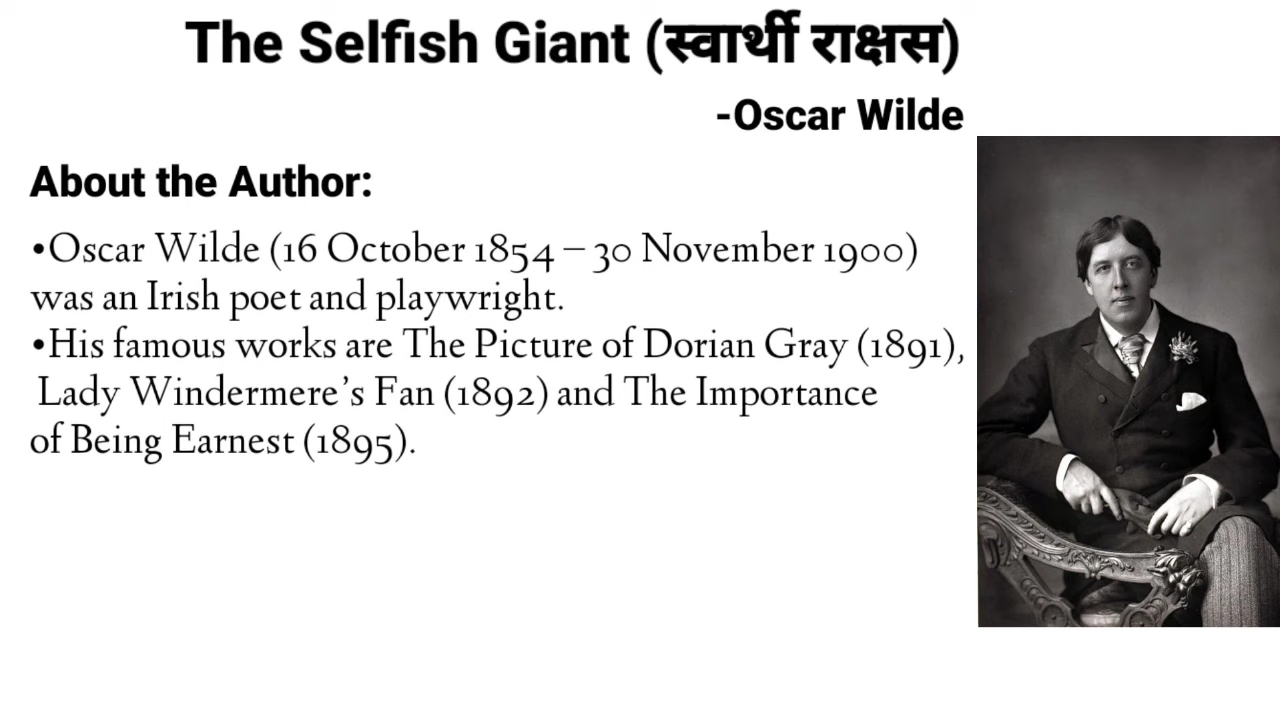 The Selfish Giant (स्वार्थी राक्षस)
-Oscar Wilde
About the Author:
•Oscar Wilde (16 October 1854 – 30 November 1900)
was an Irish poet and playwright.
•His famous works are The Picture of Dorian Gray (1891),
Lady Windermere’s Fan (1892) and The Importance
of Being Earnest (1895).